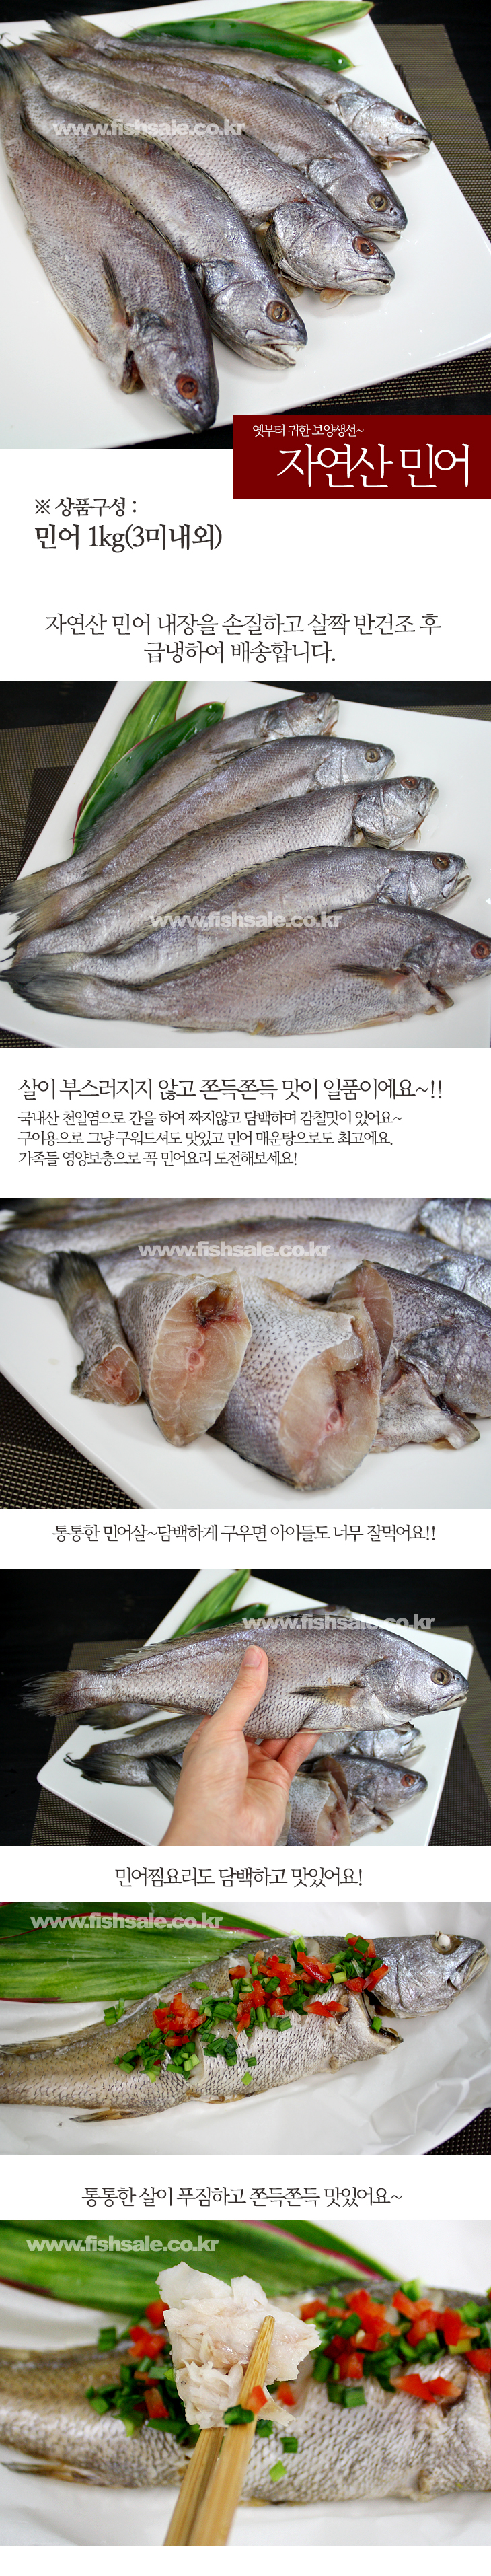 www.fishsale.co.kr
옛부터 귀한 보양생선~
자연산 민어
※ 상품구성 :
민어 1kg(3미내외)
자연산 민어 내장을 손질하고 살짝 반건조 후
급냉하여 배송합니다.
www.fishsale.co.kr
살이 부스러지지 않고 쫀득쫀득 맛이 일품이에요~!!
국내산 천일염으로 간을 하여 짜지않고 담백하며 감칠맛이 있어요~
구이용으로 그냥 구워드셔도 맛있고 민어 매운탕으로도 최고에요.
가족들 영양보충으로 꼭 민어요리 도전해보세요!
www.fishsale.co.kr
통통한 민어살~담백하게 구우면 아이들도 너무 잘먹어요!!
www.fishsale.co.kr
민어찜요리도 담백하고 맛있어요!
www.fishsale.co.kr
통통한 살이 푸짐하고 쫀득쫀득 맛있어요~
www.fishsale.co.kr